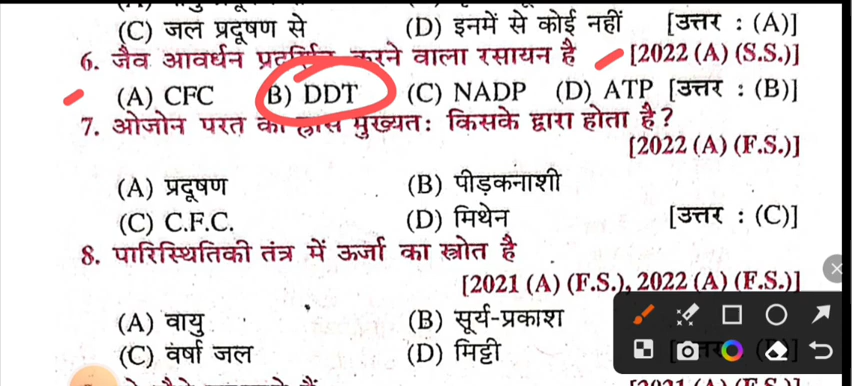 (C) जल प्रदूषण से (D) इनमें से कोई नहीं [उत्तर : (A)]
6. जैव आवर्धन प्रदर्शित करने वाला रसायन है [2022 (A) (S.S.)]
(A) CFC (B) DDT (C) NADP (D) ATP [उत्तर : (B)]
7. ओजोन परत का ह्रास मुख्यतः किसके द्वारा होता है?
[2022 (A) (F.S.)]
(A) प्रदूषण (B) पीड़कनाशी
(C) C.F.C. (D) मिथेन [उत्तर : (C)]
8. पारिस्थितिकी तंत्र में ऊर्जा का स्त्रोत है
[2021 (A) (F.S.), 2022 (A) (F.S.)]
(A) वायु (B) सूर्य-प्रकाश
(C) वर्षा जल (D) मिट्टी